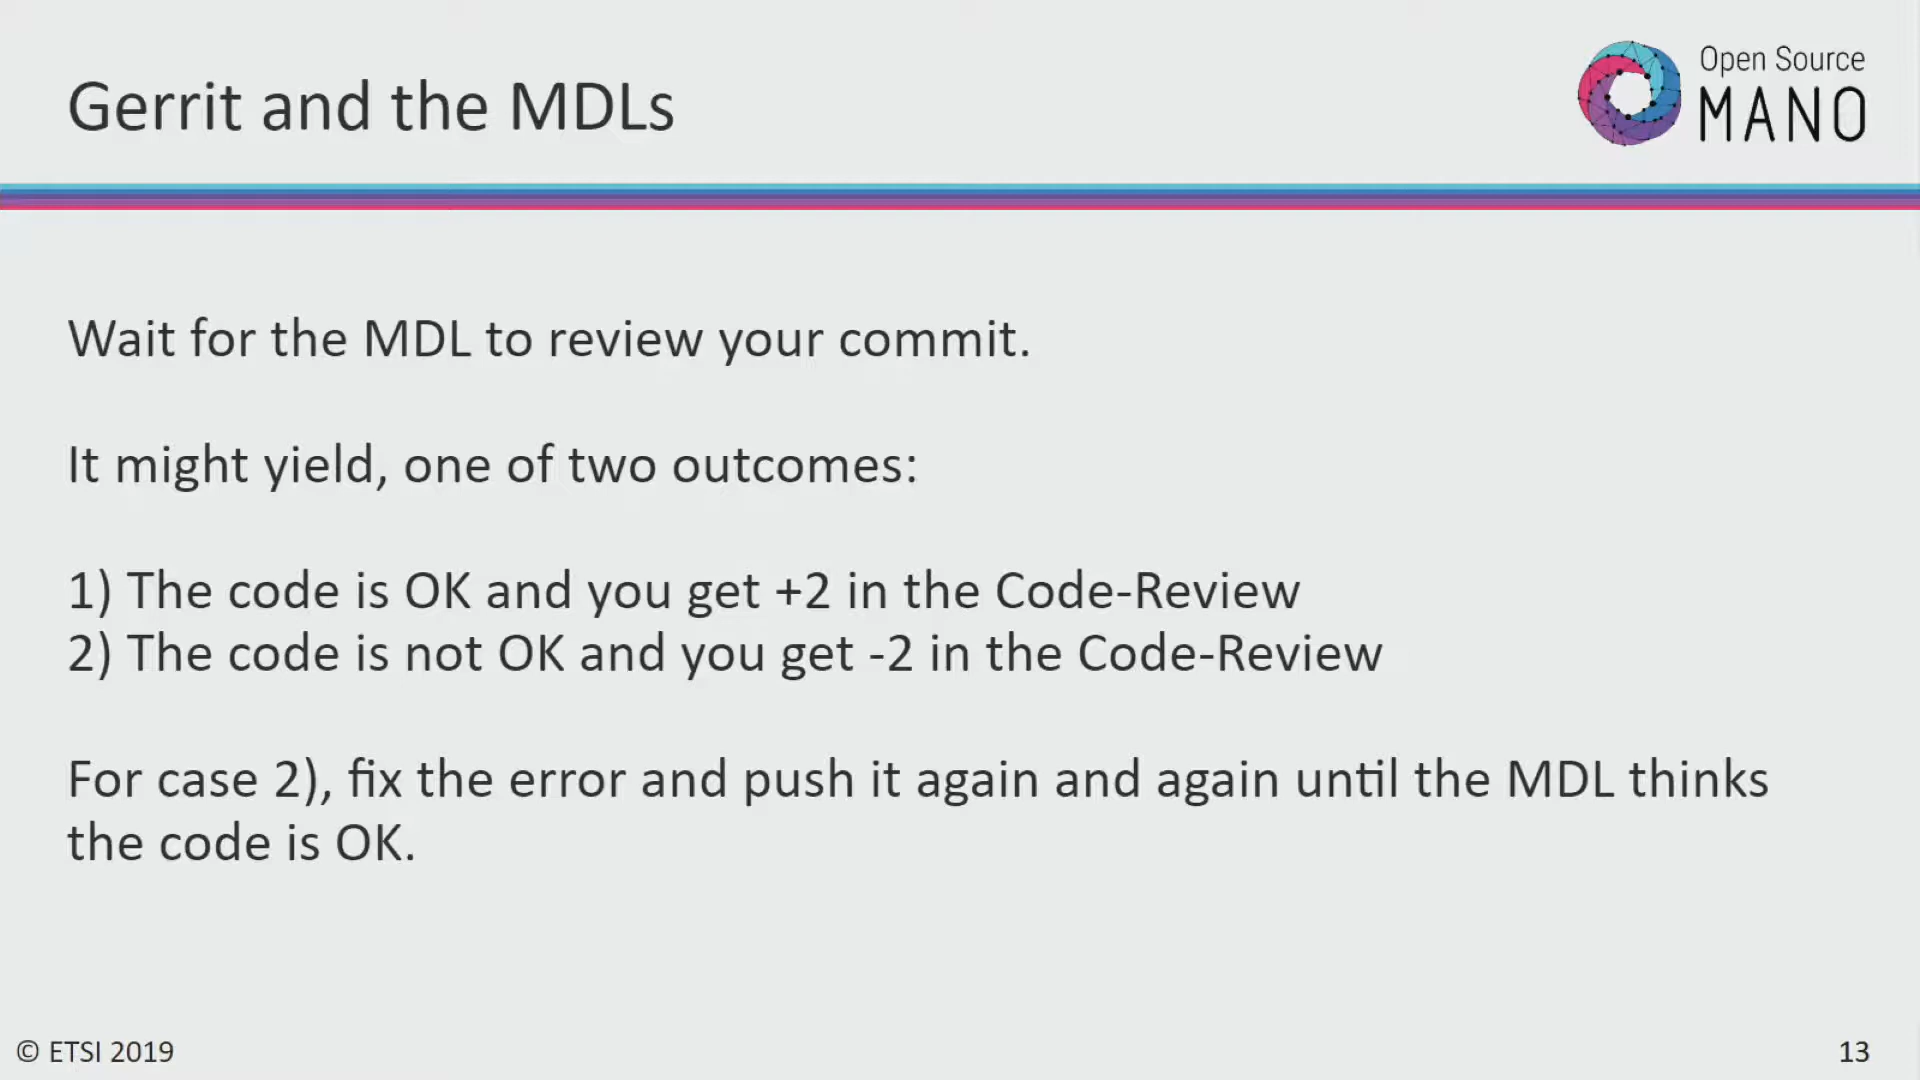 Gerrit and the MDLs
Open Source
MANO
Wait for the MDL to review your commit.
It might yield, one of two outcomes:
1) The code is OK and you get +2 in the Code-Review
2) The code is not OK and you get -2 in the Code-Review
For case 2), fix the error and push it again and again until the MDL thinks
the code is OK.
© ETSI 2019
13